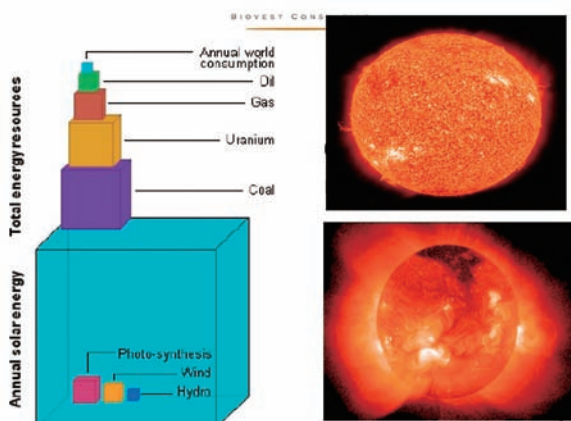 Annual world
consumption
Oil
Gas
Uranium
Coal
Total energy resources
Photo-synthesis
Wind
Hydro
Annual solar energy